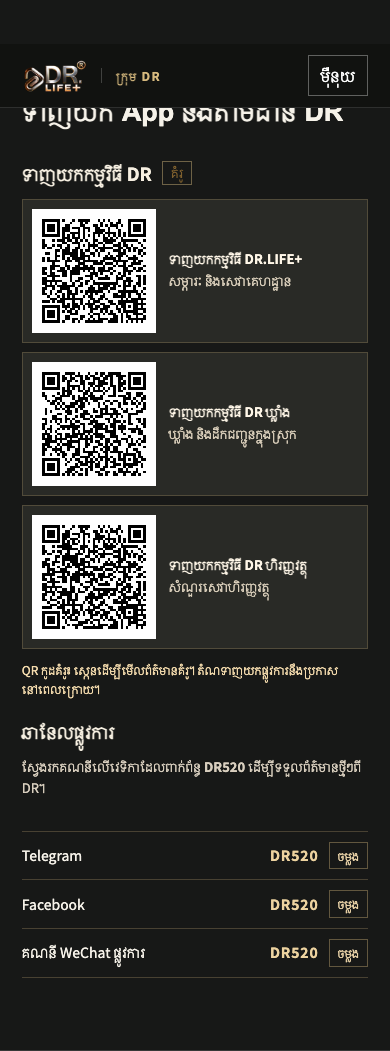 DR.®
LIFE+
ក្រុម DR
ម៉ឺនុយ
ទាញយក App និងតាមដាន DR
ទាញយកកម្មវិធី DR
គំរូ
ទាញយកកម្មវិធី DR.LIFE+
សម្ភារៈ និងសេវាគេហដ្ឋាន
ទាញយកកម្មវិធី DR ឃ្លាំង
ឃ្លាំង និងដឹកជញ្ជូនក្នុងស្រុក
ទាញយកកម្មវិធី DR ហិរញ្ញវត្ថុ
សំណួរសេវាហិរញ្ញវត្ថុ
QR កូដគំរូ៖ ស្កេនដើម្បីមើលព័ត៌មានគំរូ។ តំណទាញយកផ្លូវការនឹងប្រកាស
នៅពេលក្រោយ។
ឆានែលផ្លូវការ
ស្វែងរកគណនីលើវេទិកាដែលពាក់ព័ន្ធ DR520 ដើម្បីទទួលព័ត៌មានថ្មីៗពី
DR។
Telegram DR520 ចម្លង
Facebook DR520 ចម្លង
គណនី WeChat ផ្លូវការ DR520 ចម្លង